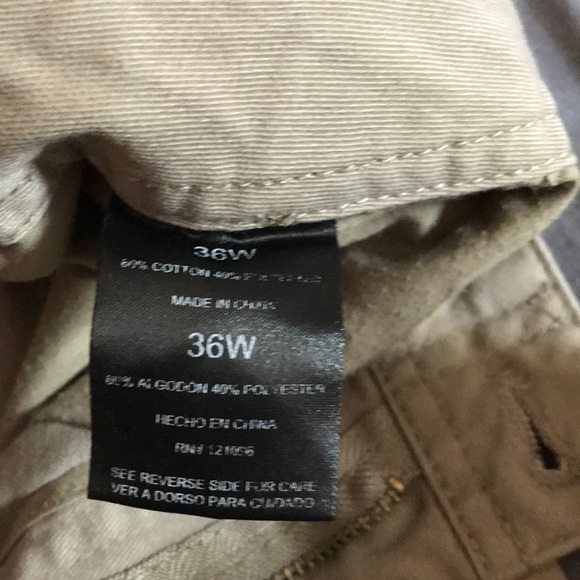 36W
60% COTTON 40% POLYESTER
MADE IN CHINA
36W
60% ALGODON 40% POLYESTER
HECHO EN CHINA
RN# 121056
SEE REVERSE SIDE FOR CARE
VER A DORSO PARA CUIDADO